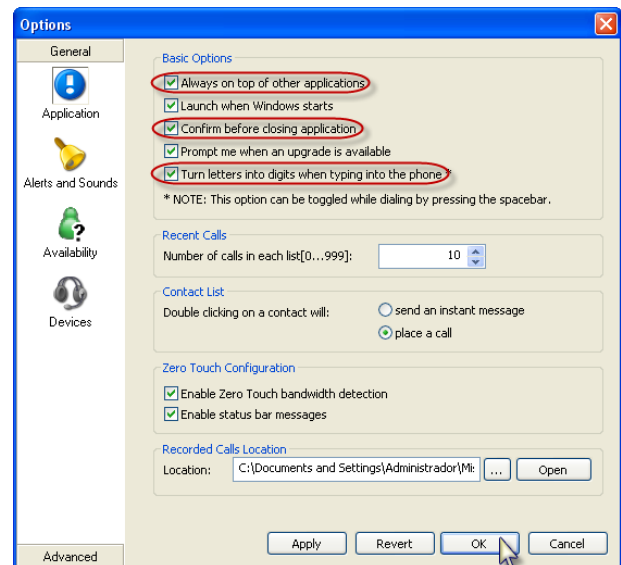 Options
General
Application
Alerts and Sounds
Availability
Devices
Advanced
Basic Options
Always on top of other applications
Launch when Windows starts
Confirm before closing application
Prompt me when an upgrade is available
Turn letters into digits when typing into the phone *
* NOTE: This option can be toggled while dialing by pressing the spacebar.
Recent Calls
Number of calls in each list[0...999]: 10
Contact List
Double clicking on a contact will: send an instant message
place a call
Zero Touch Configuration
Enable Zero Touch bandwidth detection
Enable status bar messages
Recorded Calls Location
Location: C:\Documents and Settings\Administrador\Mis ... Open
Apply Revert OK Cancel